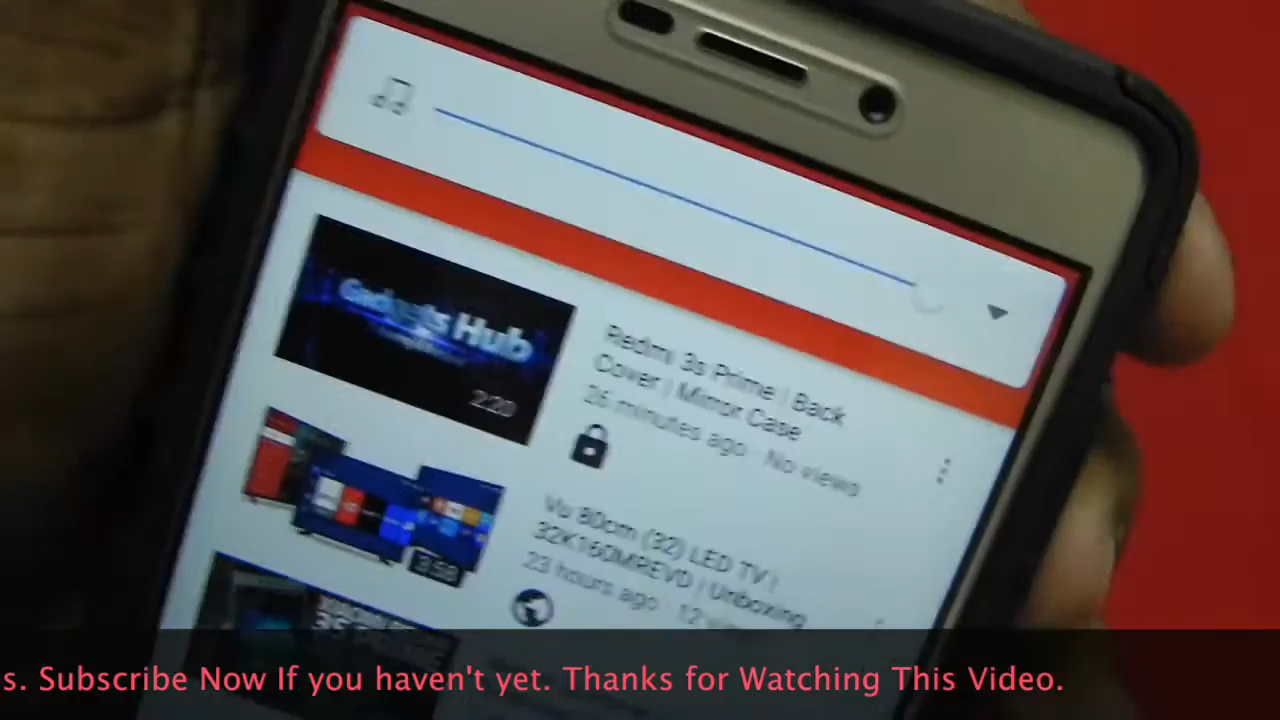 Gadgets Hub
2:20
Redmi 3s Prime | Back
Cover | Mirror Case
26 minutes ago · No views
3:58
Vu 80cm (32) LED TV |
32K160MREVD | Unboxing
23 hours ago · 12
s. Subscribe Now If you haven't yet. Thanks for Watching This Video.